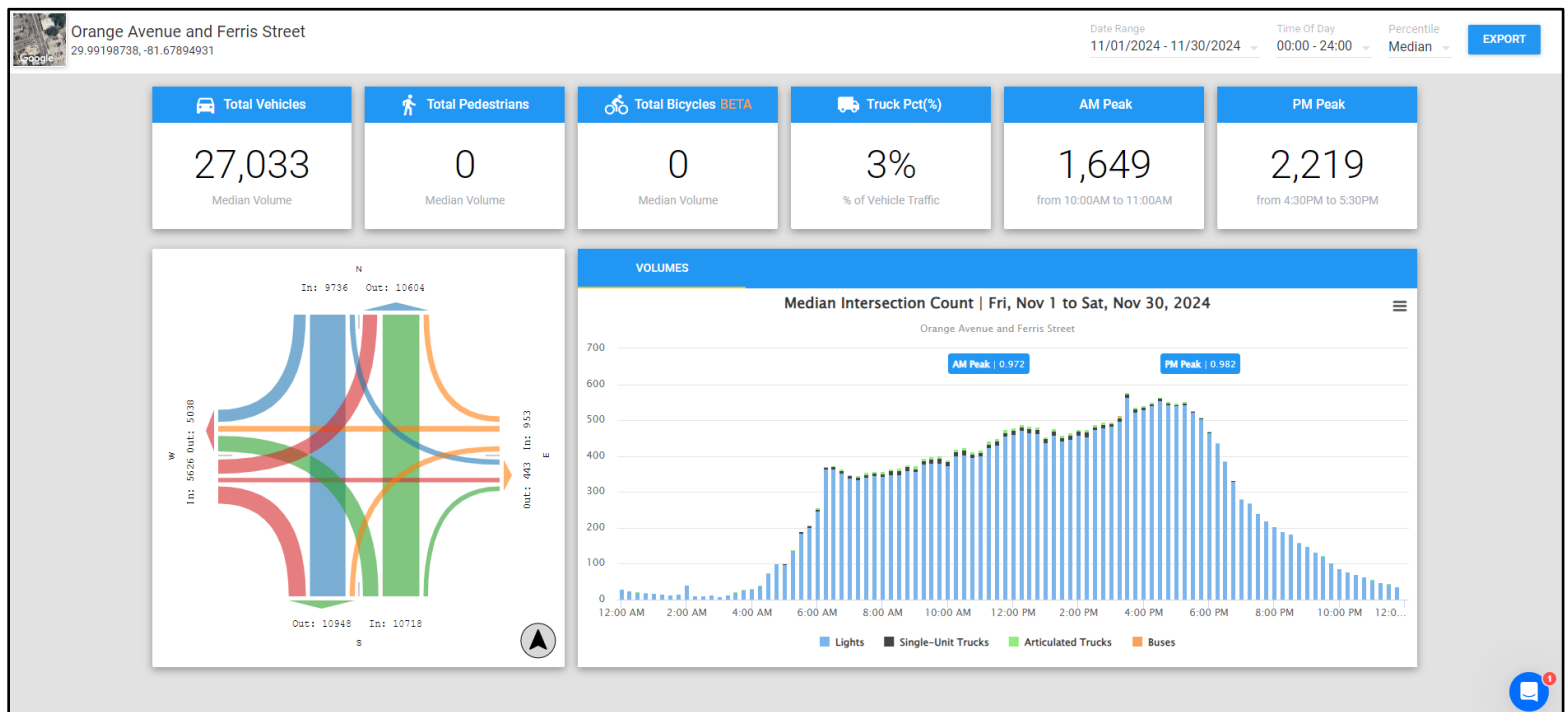 Google
Orange Avenue and Ferris Street
29.99198738, -81.67894931
Date Range
11/01/2024 - 11/30/2024
Time Of Day
00:00 - 24:00
Percentile
Median
EXPORT
Total Vehicles
27,033
Median Volume
Total Pedestrians
0
Median Volume
Total Bicycles BETA
0
Median Volume
Truck Pct(%)
3%
% of Vehicle Traffic
AM Peak
1,649
from 10:00AM to 11:00AM
PM Peak
2,219
from 4:30PM to 5:30PM
N
In: 9736 Out: 10604
W
In: 5626 Out: 5038
Out: 443 In: 953
E
Out: 10948 In: 10718
S
VOLUMES
Median Intersection Count | Fri, Nov 1 to Sat, Nov 30, 2024
Orange Avenue and Ferris Street
AM Peak | 0.972
PM Peak | 0.982
700
600
500
400
300
200
100
0
12:00 AM 2:00 AM 4:00 AM 6:00 AM 8:00 AM 10:00 AM 12:00 PM 2:00 PM 4:00 PM 6:00 PM 8:00 PM 10:00 PM 12:0...
Lights Single-Unit Trucks Articulated Trucks Buses
1